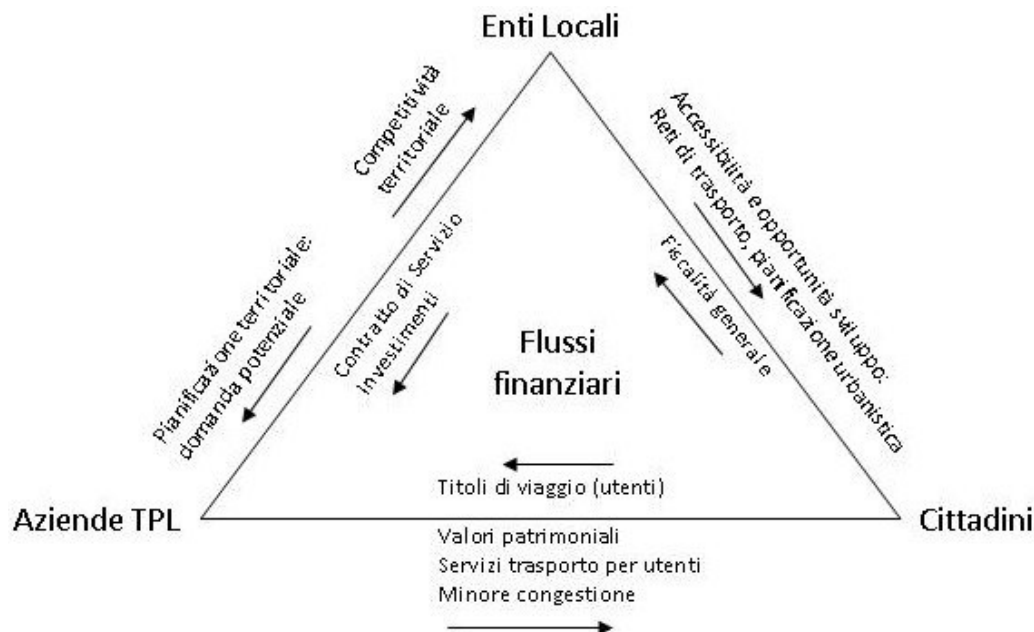 Enti Locali
Competitività
territoriale
Accessibilità e opportunità sviluppo:
Reti di trasporto, pianificazione urbanistica
Pianificazione territoriale:
domanda potenziale
Contratto di Servizio
Investimenti
Fiscalità generale
Flussi
finanziari
Titoli di viaggio (utenti)
Aziende TPL
Cittadini
Valori patrimoniali
Servizi trasporto per utenti
Minore congestione